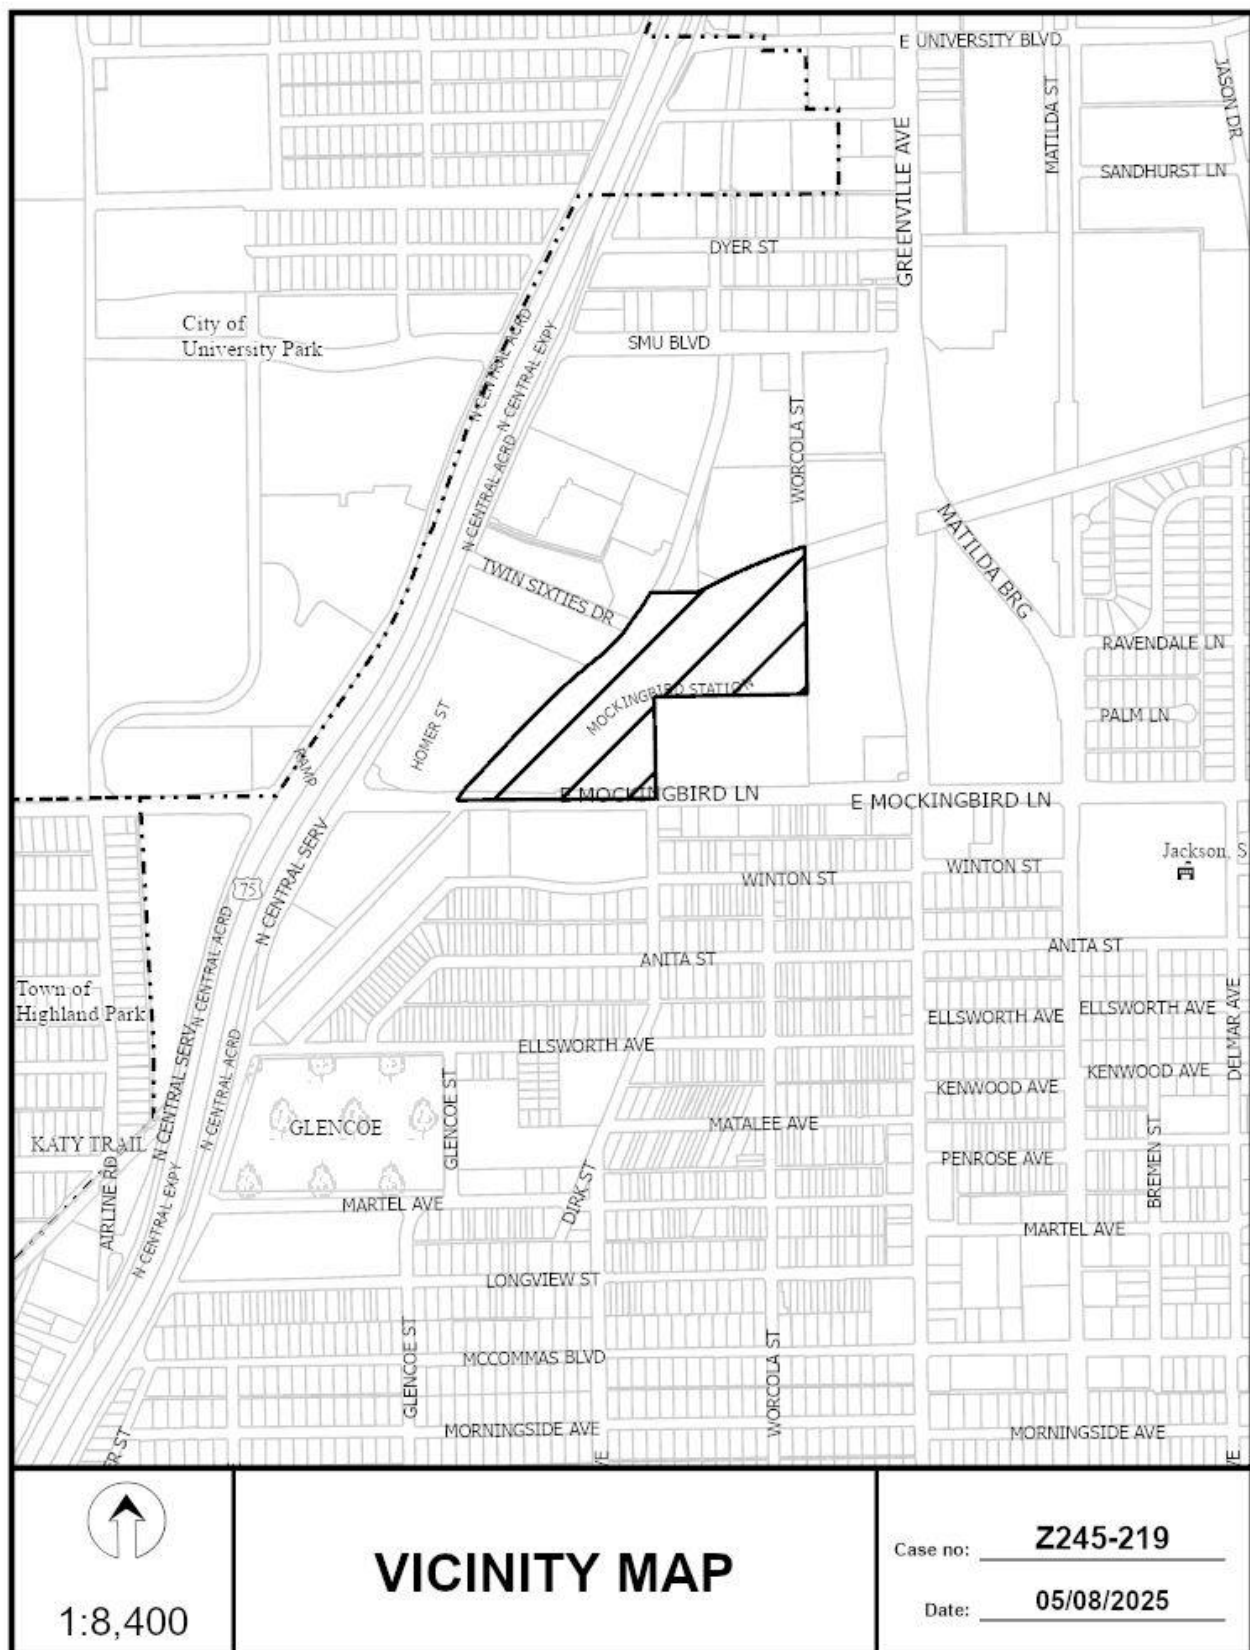 E UNIVERSITY BLVD
JASON DR
MATILDA ST
GREENVILLE AVE
SANDHURST LN
DYER ST
City of
University Park
SMU BLVD
N CENTRAL ACRD
N CENTRAL EXPY
WORCOLA ST
N CENTRAL ACRD
MATILDA BRG
TWIN SIXTIES DR
RAVENDALE LN
MOCKINGBIRD STATION
PALM LN
HOMER ST
RAMP
E MOCKINGBIRD LN
E MOCKINGBIRD LN
Jackson, S
WINTON ST
WINTON ST
75
N CENTRAL SERV
N CENTRAL ACRD
ANITA ST
ANITA ST
Town of
Highland Park
ELLSWORTH AVE
ELLSWORTH AVE
DELMAR AVE
ELLSWORTH AVE
N CENTRAL SERV
N CENTRAL ACRD
KENWOOD AVE
KENWOOD AVE
GLENCOE
GLENCOE ST
MATALEE AVE
KATY TRAIL
PENROSE AVE
BREMEN ST
AIRLINE RD
N CENTRAL EXPY
MARTEL AVE
DIRK ST
MARTEL AVE
LONGVIEW ST
GLENCOE ST
MCCOMMAS BLVD
WORCOLA ST
MORNINGSIDE AVE
MORNINGSIDE AVE
R ST
VE
VE
1:8,400
VICINITY MAP
Case no: Z245-219
Date: 05/08/2025